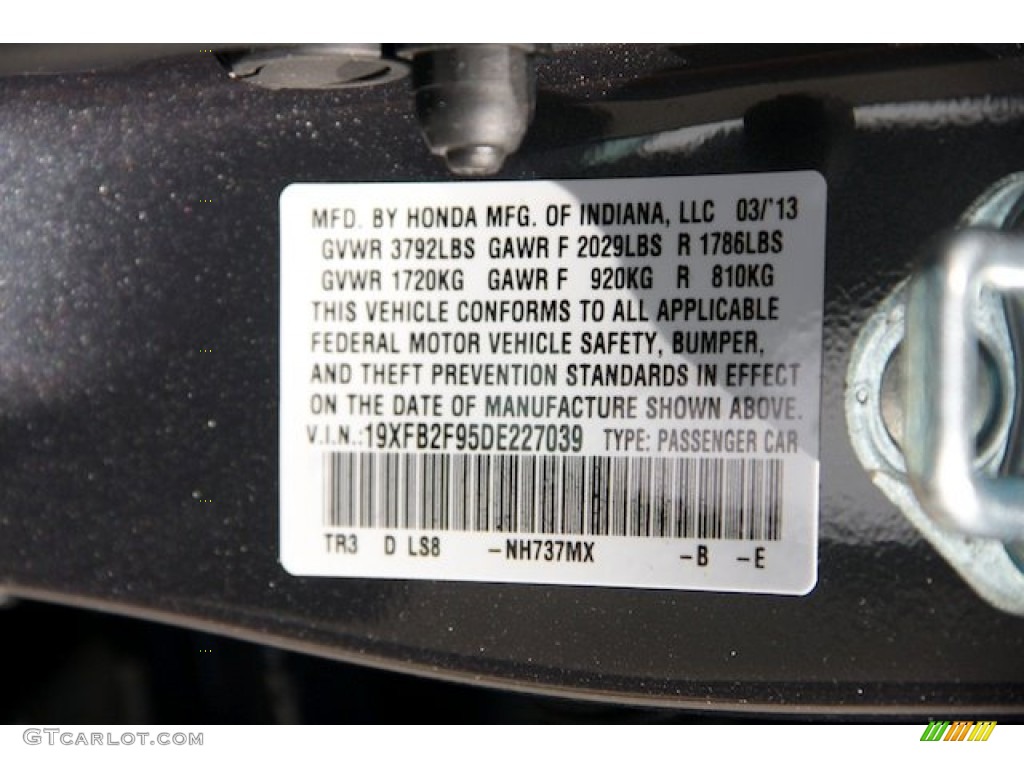 MFD. BY HONDA MFG. OF INDIANA, LLC 03/'13
GVWR 3792LBS GAWR F 2029LBS R 1786LBS
GVWR 1720KG GAWR F 920KG R 810KG
THIS VEHICLE CONFORMS TO ALL APPLICABLE
FEDERAL MOTOR VEHICLE SAFETY, BUMPER,
AND THEFT PREVENTION STANDARDS IN EFFECT
ON THE DATE OF MANUFACTURE SHOWN ABOVE.
V.I.N.:19XFB2F95DE227039 TYPE: PASSENGER CAR
TR3 D LS8 -NH737MX -B -E
GTCarlot.com